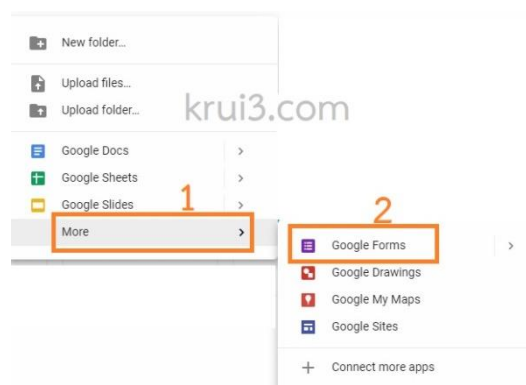 New folder...
Upload files...
Upload folder...
krui3.com
Google Docs
Google Sheets
Google Slides
1
More
2
Google Forms
Google Drawings
Google My Maps
Google Sites
Connect more apps